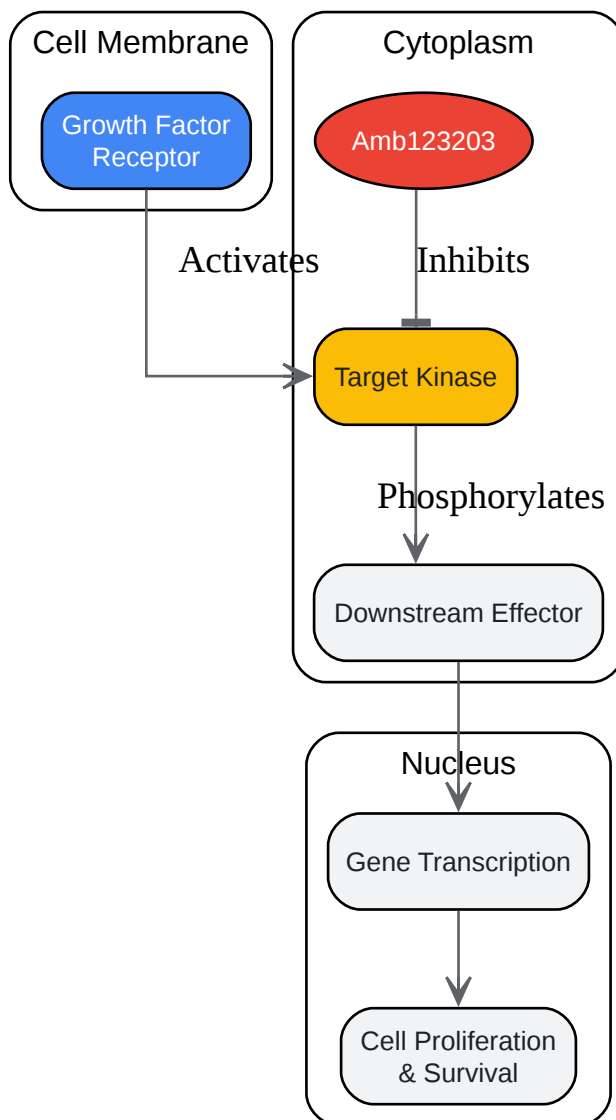 Cell Membrane
Cytoplasm
Growth Factor
Receptor
Amb123203
Activates
Inhibits
Target Kinase
Phosphorylates
Downstream Effector
Nucleus
Gene Transcription
Cell Proliferation
& Survival